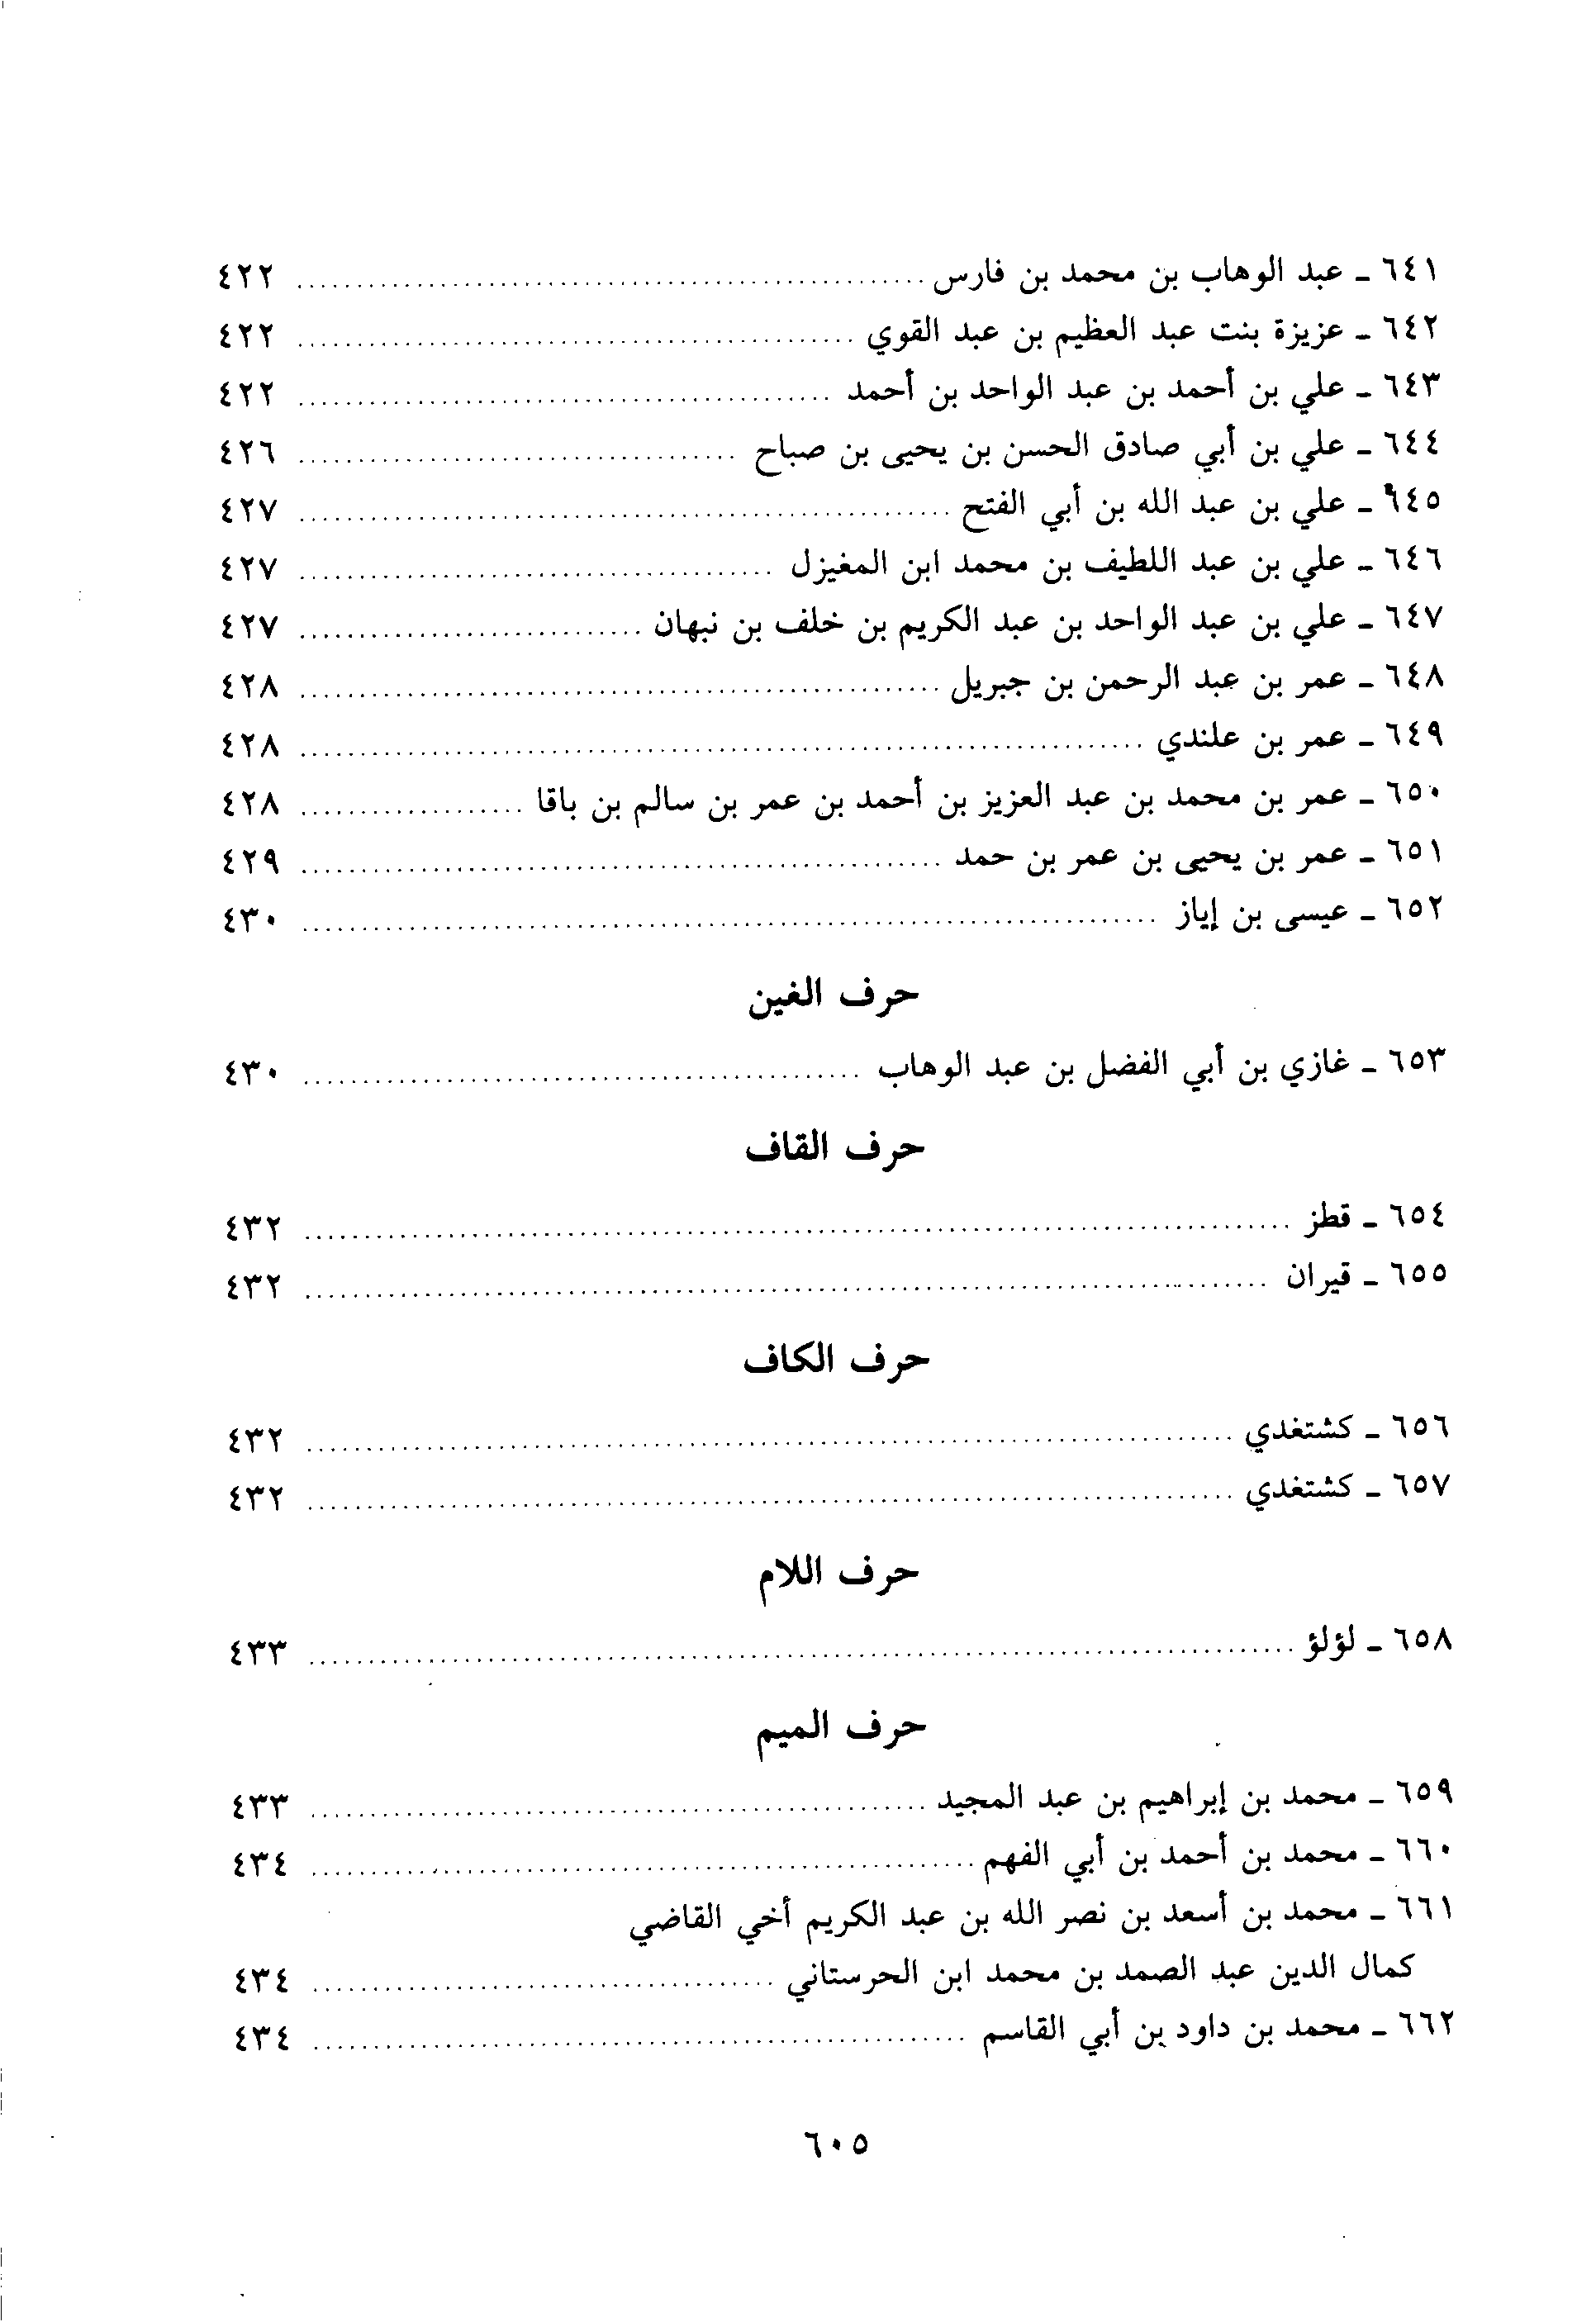 ٦٤١ - عبد الوهاب بن محمد بن فارس ........ ٤٢٢
٦٤٢ - عزيزة بنت عبد العظيم بن عبد القوي ........ ٤٢٢
٦٤٣ - علي بن أحمد بن عبد الواحد بن أحمد ........ ٤٢٢
٦٤٤ - علي بن أبي صادق الحسن بن يحيى بن صباح ........ ٤٢٦
٦٤٥ - علي بن عبد الله بن أبي الفتح ........ ٤٢٧
٦٤٦ - علي بن عبد اللطيف بن محمد ابن المغيزل ........ ٤٢٧
٦٤٧ - علي بن عبد الواحد بن عبد الكريم بن خلف بن نبهان ........ ٤٢٧
٦٤٨ - عمر بن عبد الرحمن بن جبريل ........ ٤٢٨
٦٤٩ - عمر بن علندي ........ ٤٢٨
٦٥٠ - عمر بن محمد بن عبد العزيز بن أحمد بن عمر بن سالم بن باقا ........ ٤٢٨
٦٥١ - عمر بن يحيى بن عمر بن حمد ........ ٤٢٩
٦٥٢ - عيسى بن إياز ........ ٤٣٠
حرف الغين
٦٥٣ - غازي بن أبي الفضل بن عبد الوهاب ........ ٤٣٠
حرف القاف
٦٥٤ - قطز ........ ٤٣٢
٦٥٥ - قيران ........ ٤٣٢
حرف الكاف
٦٥٦ - كشتغدي ........ ٤٣٢
٦٥٧ - كشتغدي ........ ٤٣٢
حرف اللام
٦٥٨ - لؤلؤ ........ ٤٣٣
حرف الميم
٦٥٩ - محمد بن إبراهيم بن عبد المجيد ........ ٤٣٣
٦٦٠ - محمد بن أحمد بن أبي الفهم ........ ٤٣٤
٦٦١ - محمد بن أسعد بن نصر الله بن عبد الكريم أخي القاضي
كمال الدين عبد الصمد بن محمد ابن الحرستاني ........ ٤٣٤
٦٦٢ - محمد بن داود بن أبي القاسم ........ ٤٣٤
٦٠٥